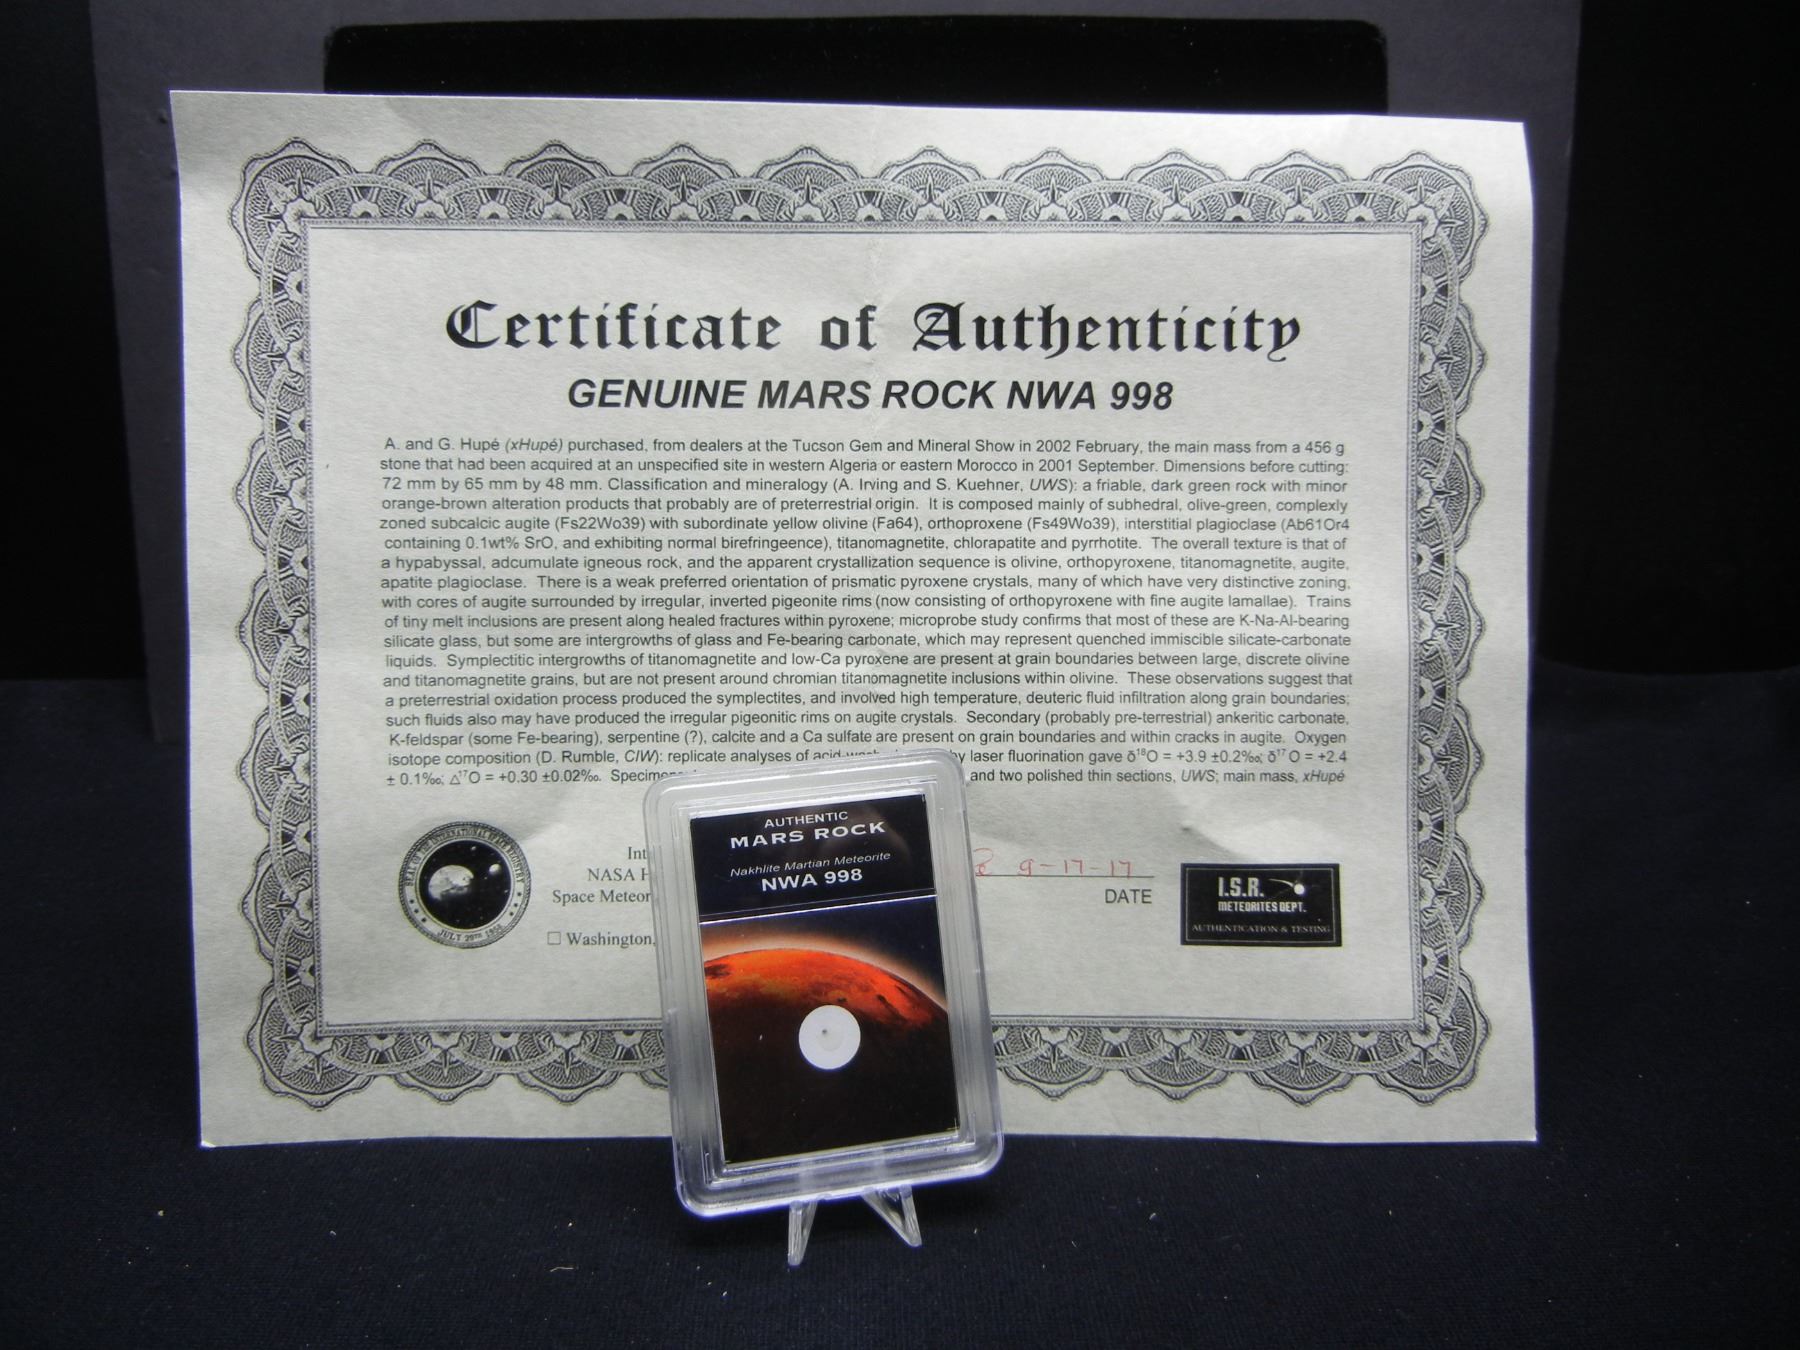 Certificate of Authenticity
GENUINE MARS ROCK NWA 998
A. and G. Hupé (xHupé) purchased, from dealers at the Tucson Gem and Mineral Show in 2002 February, the main mass from a 456 g
stone that had been acquired at an unspecified site in western Algeria or eastern Morocco in 2001 September. Dimensions before cutting:
72 mm by 65 mm by 48 mm. Classification and mineralogy (A. Irving and S. Kuehner, UWS): a friable, dark green rock with minor
orange-brown alteration products that probably are of preterrestrial origin. It is composed mainly of subhedral, olive-green, complexly
zoned subcalcic augite (Fs22Wo39) with subordinate yellow olivine (Fa64), orthoproxene (Fs49Wo39), interstitial plagioclase (Ab61Or4
containing 0.1wt% SrO, and exhibiting normal birefringeence), titanomagnetite, chlorapatite and pyrrhotite. The overall texture is that of
a hypabyssal, adcumulate igneous rock, and the apparent crystallization sequence is olivine, orthopyroxene, titanomagnetite, augite,
apatite plagioclase. There is a weak preferred orientation of prismatic pyroxene crystals, many of which have very distinctive zoning,
with cores of augite surrounded by irregular, inverted pigeonite rims (now consisting of orthopyroxene with fine augite lamallae). Trains
of tiny melt inclusions are present along healed fractures within pyroxene; microprobe study confirms that most of these are K-Na-Al-bearing
silicate glass, but some are intergrowths of glass and Fe-bearing carbonate, which may represent quenched immiscible silicate-carbonate
liquids. Symplectitic intergrowths of titanomagnetite and low-Ca pyroxene are present at grain boundaries between large, discrete olivine
and titanomagnetite grains, but are not present around chromian titanomagnetite inclusions within olivine. These observations suggest that
a preterrestrial oxidation process produced the symplectites, and involved high temperature, deuteric fluid infiltration along grain boundaries;
such fluids also may have produced the irregular pigeonitic rims on augite crystals. Secondary (probably pre-terrestrial) ankeritic carbonate,
K-feldspar (some Fe-bearing), serpentine (?), calcite and a Ca sulfate are present on grain boundaries and within cracks in augite. Oxygen
isotope composition (D. Rumble, CIW): replicate analyses of by laser fluorination gave δ¹⁸O = +3.9 ±0.2‰; δ¹⁷O = +2.4
± 0.1‰; Δ¹⁷O = +0.30 ±0.02‰. and two polished thin sections, UWS; main mass, xHupé
Int
NASA
Space Meteor
☐ Washington,
9-17-17
DATE
SEAL OF THE INTERNATIONAL SPACE REGISTRY
JULY 29TH 1958
I.S.R.
METEORITES DEPT.
AUTHENTICATION & TESTING
AUTHENTIC
MARS ROCK
Nakhlite Martian Meteorite
NWA 998